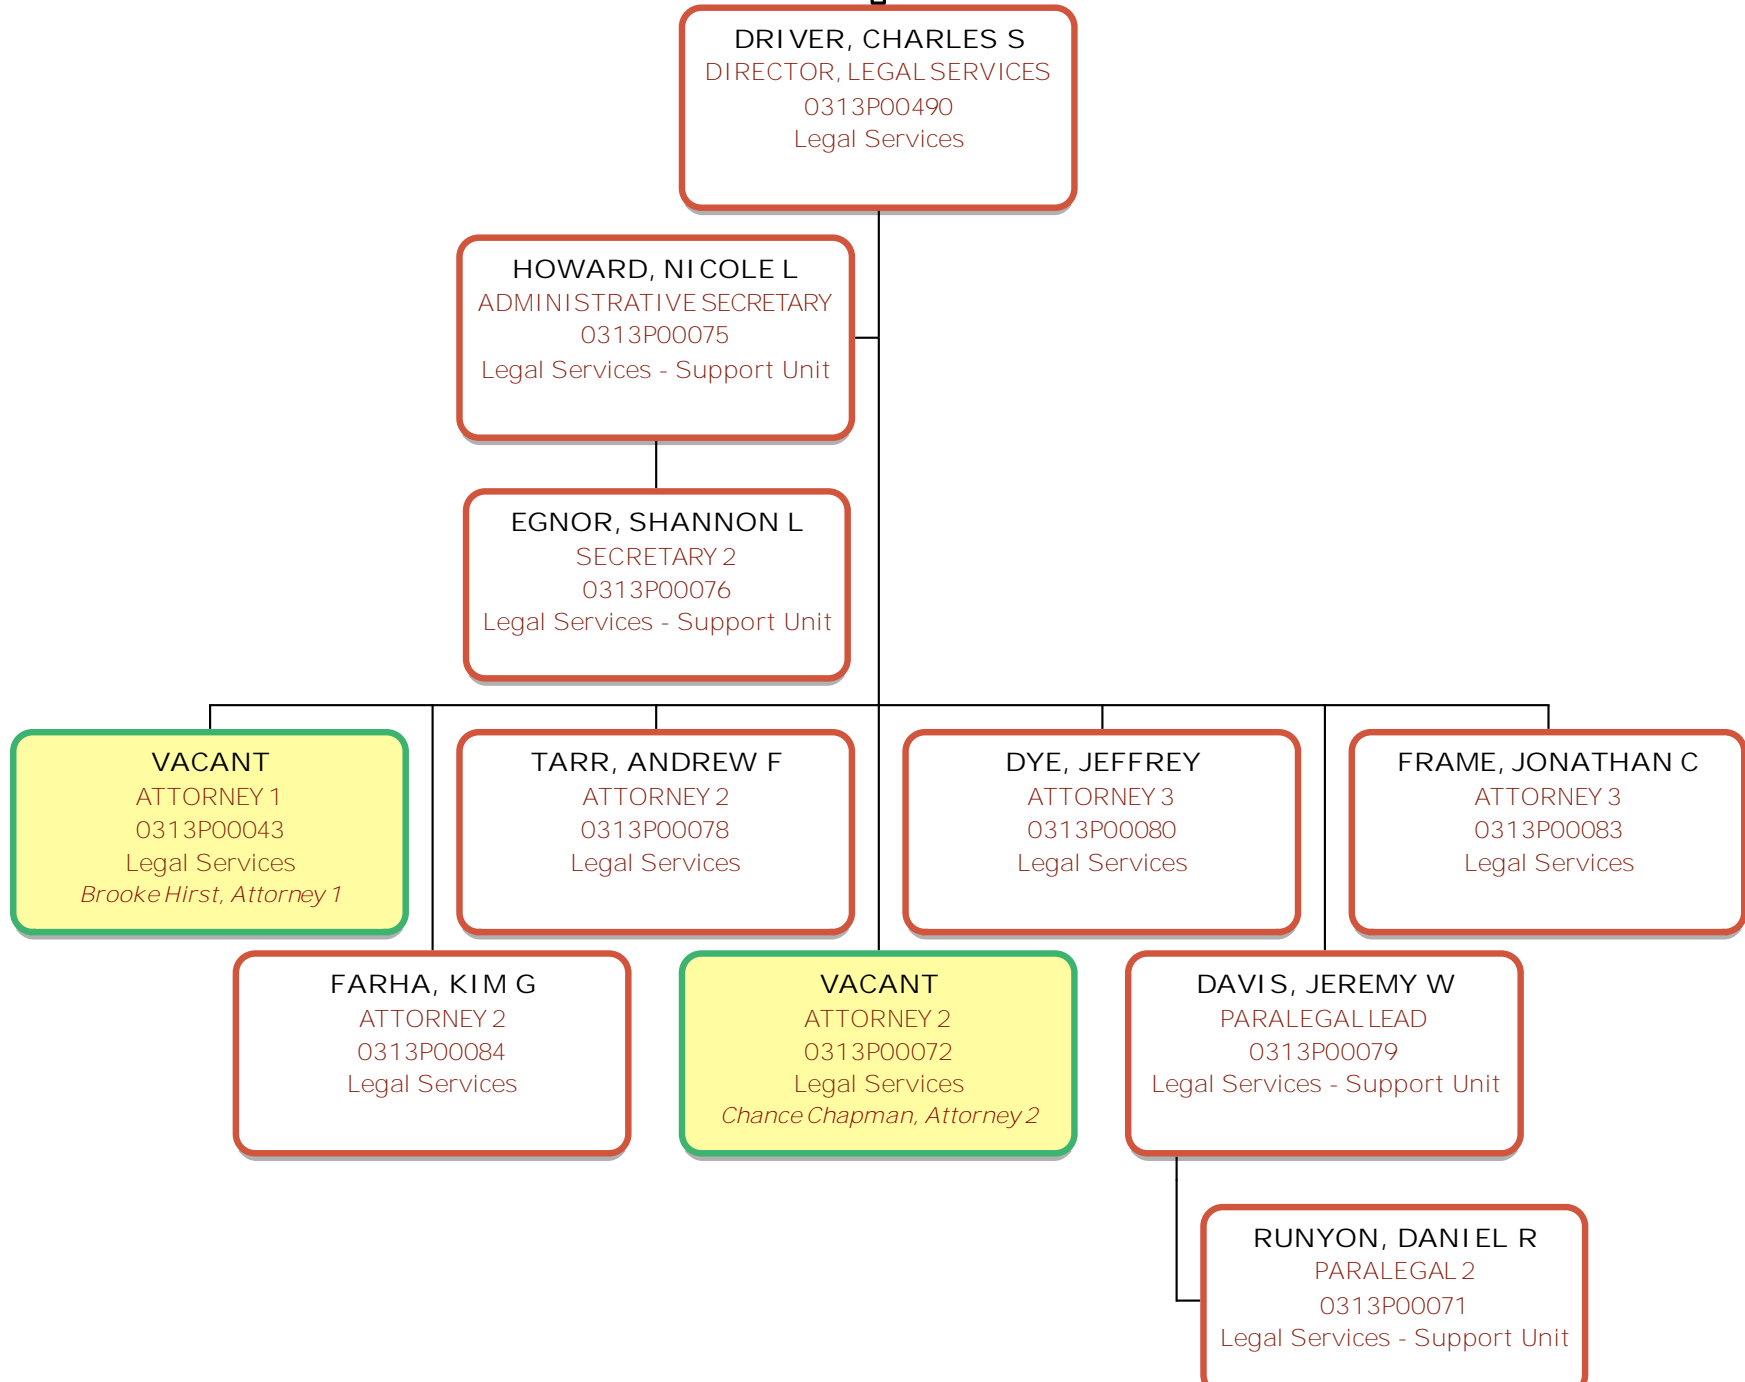 DRIVER, CHARLES S
DIRECTOR, LEGAL SERVICES
0313P00490
Legal Services
HOWARD, NICOLE L
ADMINISTRATIVE SECRETARY
0313P00075
Legal Services - Support Unit
EGNOR, SHANNON L
SECRETARY 2
0313P00076
Legal Services - Support Unit
VACANT
ATTORNEY 1
0313P00043
Legal Services
Brooke Hirst, Attorney 1
TARR, ANDREW F
ATTORNEY 2
0313P00078
Legal Services
DYE, JEFFREY
ATTORNEY 3
0313P00080
Legal Services
FRAME, JONATHAN C
ATTORNEY 3
0313P00083
Legal Services
FARHA, KIM G
ATTORNEY 2
0313P00084
Legal Services
VACANT
ATTORNEY 2
0313P00072
Legal Services
Chance Chapman, Attorney 2
DAVIS, JEREMY W
PARALEGAL LEAD
0313P00079
Legal Services - Support Unit
RUNYON, DANIEL R
PARALEGAL 2
0313P00071
Legal Services - Support Unit